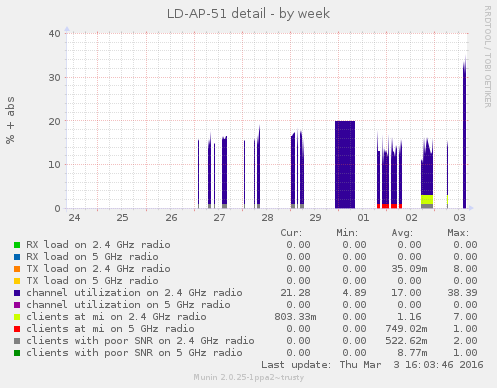 LD-AP-51 detail - by week
RRDTOOL / TOBI OETIKER
% + abs
40
30
20
10
0
24 25 26 27 28 29 01 02 03
Cur: Min: Avg: Max:
RX load on 2.4 GHz radio 0.00 0.00 0.00 0.00
RX load on 5 GHz radio 0.00 0.00 0.00 0.00
TX load on 2.4 GHz radio 0.00 0.00 35.09m 8.00
TX load on 5 GHz radio 0.00 0.00 0.00 0.00
channel utilization on 2.4 GHz radio 21.28 4.89 17.00 38.39
channel utilization on 5 GHz radio 0.00 0.00 0.00 0.00
clients at mi on 2.4 GHz radio 803.33m 0.00 1.16 7.00
clients at mi on 5 GHz radio 0.00 0.00 749.02m 1.00
clients with poor SNR on 2.4 GHz radio 0.00 0.00 522.62m 2.00
clients with poor SNR on 5 GHz radio 0.00 0.00 8.77m 1.00
Last update: Thu Mar 3 16:03:46 2016
Munin 2.0.25-1ppa2~trusty